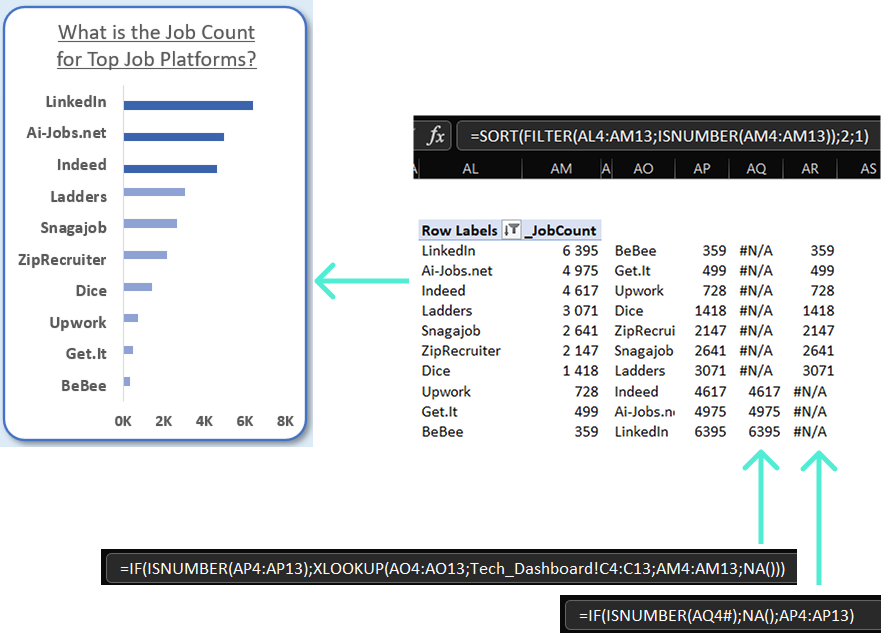 What is the Job Count
for Top Job Platforms?
LinkedIn
Ai-Jobs.net
Indeed
Ladders
Snagajob
ZipRecruiter
Dice
Upwork
Get.It
BeBee
0K 2K 4K 6K 8K
fx =SORT(FILTER(AL4:AM13;ISNUMBER(AM4:AM13));2;1)
A AL AM A AO AP AQ AR AS
Row Labels _JobCount
LinkedIn 6 395 BeBee 359 #N/A 359
Ai-Jobs.net 4 975 Get.It 499 #N/A 499
Indeed 4 617 Upwork 728 #N/A 728
Ladders 3 071 Dice 1418 #N/A 1418
Snagajob 2 641 ZipRecrui 2147 #N/A 2147
ZipRecruiter 2 147 Snagajob 2641 #N/A 2641
Dice 1 418 Ladders 3071 #N/A 3071
Upwork 728 Indeed 4617 4617 #N/A
Get.It 499 Ai-Jobs.n 4975 4975 #N/A
BeBee 359 LinkedIn 6395 6395 #N/A
=IF(ISNUMBER(AP4:AP13);XLOOKUP(AO4:AO13;Tech_Dashboard!C4:C13;AM4:AM13;NA()))
=IF(ISNUMBER(AQ4#);NA();AP4:AP13)